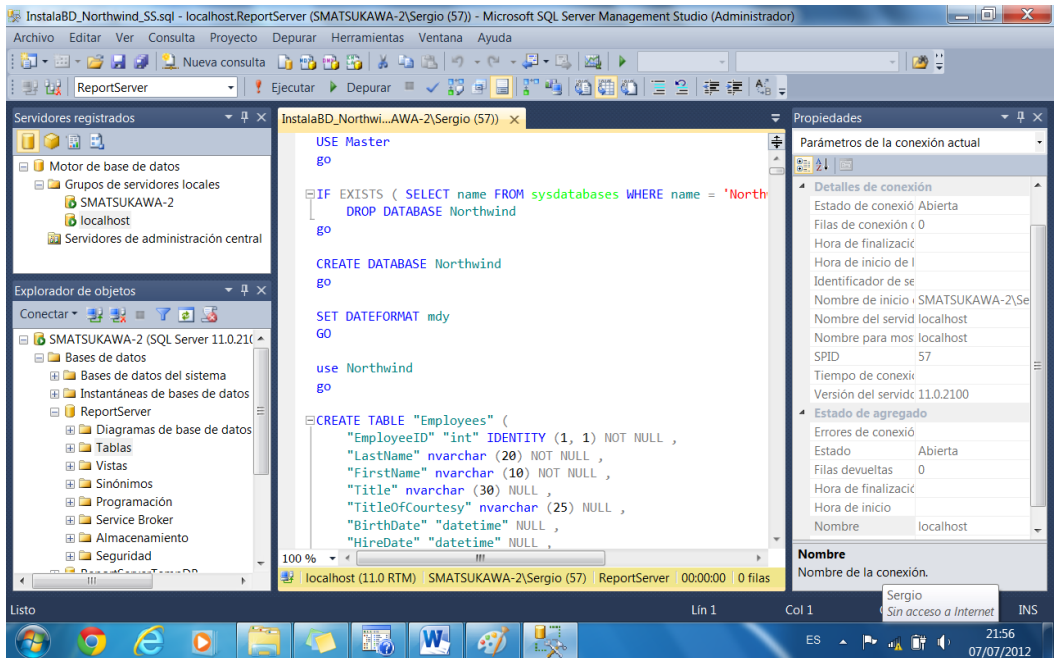 InstalaBD_Northwind_SS.sql - localhost.ReportServer (SMATSUKAWA-2\Sergio (57)) - Microsoft SQL Server Management Studio (Administrador)
Archivo Editar Ver Consulta Proyecto Depurar Herramientas Ventana Ayuda
Nueva consulta
ReportServer Ejecutar Depurar
Servidores registrados
Motor de base de datos
Grupos de servidores locales
SMATSUKAWA-2
localhost
Servidores de administración central
Explorador de objetos
Conectar
SMATSUKAWA-2 (SQL Server 11.0.210
Bases de datos
Bases de datos del sistema
Instantáneas de bases de datos
ReportServer
Diagramas de base de datos
Tablas
Vistas
Sinónimos
Programación
Service Broker
Almacenamiento
Seguridad
ReportServerTempDB
InstalaBD_Northwi...AWA-2\Sergio (57))
USE Master
go
IF EXISTS ( SELECT name FROM sysdatabases WHERE name = 'North
DROP DATABASE Northwind
go
CREATE DATABASE Northwind
go
SET DATEFORMAT mdy
GO
use Northwind
go
CREATE TABLE "Employees" (
"EmployeeID" "int" IDENTITY (1, 1) NOT NULL ,
"LastName" nvarchar (20) NOT NULL ,
"FirstName" nvarchar (10) NOT NULL ,
"Title" nvarchar (30) NULL ,
"TitleOfCourtesy" nvarchar (25) NULL ,
"BirthDate" "datetime" NULL ,
"HireDate" "datetime" NULL ,
100 %
localhost (11.0 RTM) SMATSUKAWA-2\Sergio (57) ReportServer 00:00:00 0 filas
Propiedades
Parámetros de la conexión actual
Detalles de conexión
Estado de conexió Abierta
Filas de conexión 0
Hora de finalizació
Hora de inicio de l
Identificador de se
Nombre de inicio SMATSUKAWA-2\Se
Nombre del servid localhost
Nombre para mos localhost
SPID 57
Tiempo de conexió
Versión del servido 11.0.2100
Estado de agregado
Errores de conexió
Estado Abierta
Filas devueltas 0
Hora de finalizació
Hora de inicio
Nombre localhost
Nombre
Nombre de la conexión.
Listo Lín 1 Col 1 INS
Sergio
Sin acceso a Internet
ES 21:56
07/07/2012